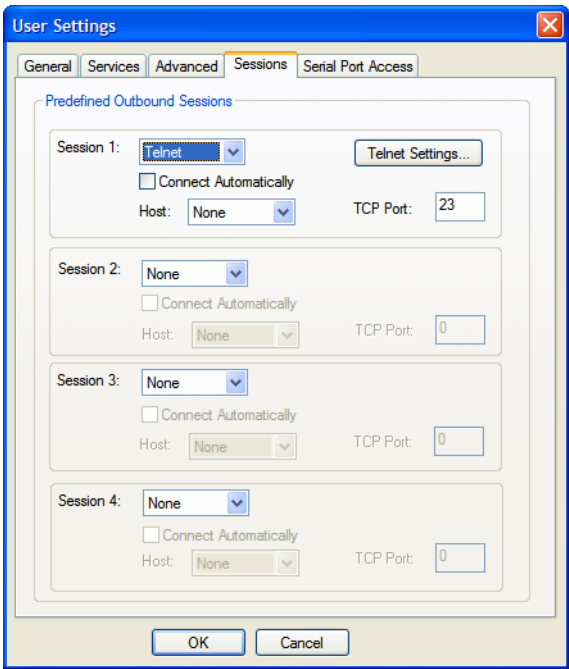 User Settings
General Services Advanced Sessions Serial Port Access
Predefined Outbound Sessions
Session 1: Telnet Telnet Settings...
Connect Automatically
Host: None TCP Port: 23
Session 2: None
Connect Automatically
Host: None TCP Port: 0
Session 3: None
Connect Automatically
Host: None TCP Port: 0
Session 4: None
Connect Automatically
Host: None TCP Port: 0
OK Cancel